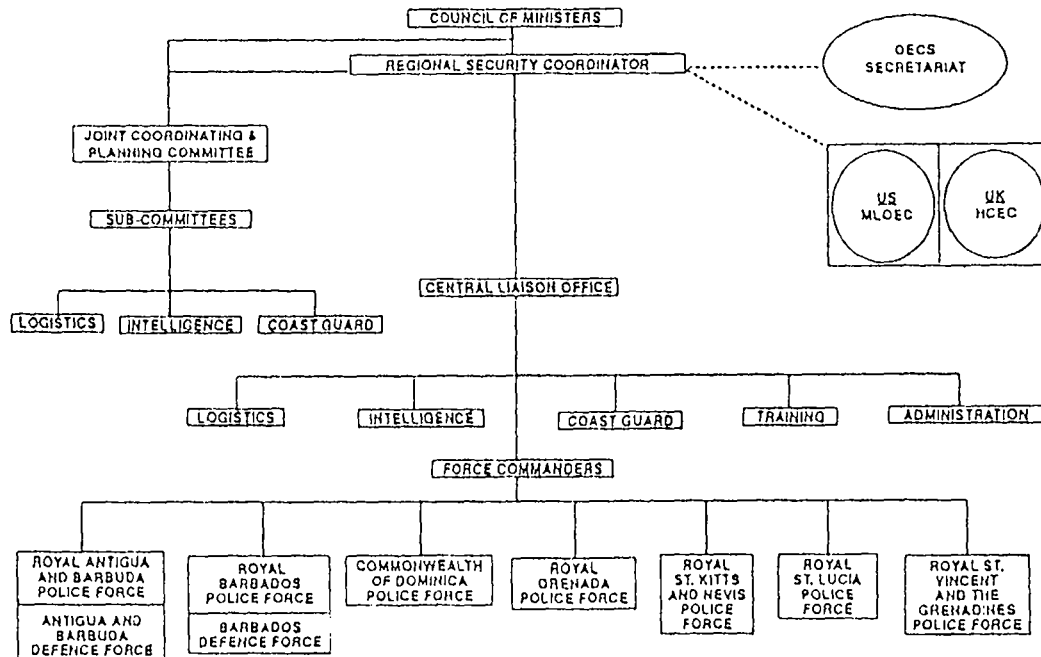 COUNCIL OF MINISTERS
REGIONAL SECURITY COORDINATOR
OECS
SECRETARIAT
JOINT COORDINATING &
PLANNING COMMITTEE
US
MLOEC
UK
HCEC
SUB-COMMITTEES
CENTRAL LIAISON OFFICE
LOGISTICS
INTELLIGENCE
COAST GUARD
LOGISTICS
INTELLIGENCE
COAST GUARD
TRAINING
ADMINISTRATION
FORCE COMMANDERS
ROYAL ANTIGUA
AND BARBUDA
POLICE FORCE
ANTIGUA AND
BARBUDA
DEFENCE FORCE
ROYAL
BARBADOS
POLICE FORCE
BARBADOS
DEFENCE FORCE
COMMONWEALTH
OF DOMINICA
POLICE FORCE
ROYAL
GRENADA
POLICE FORCE
ROYAL
ST. KITTS
AND NEVIS
POLICE
FORCE
ROYAL
ST. LUCIA
POLICE
FORCE
ROYAL ST.
VINCENT
AND THE
GRENADINES
POLICE FORCE